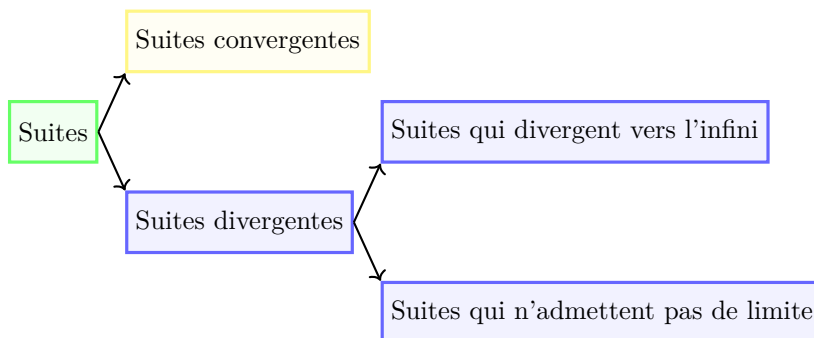 Suites convergentes
Suites
Suites qui divergent vers l'infini
Suites divergentes
Suites qui n'admettent pas de limite